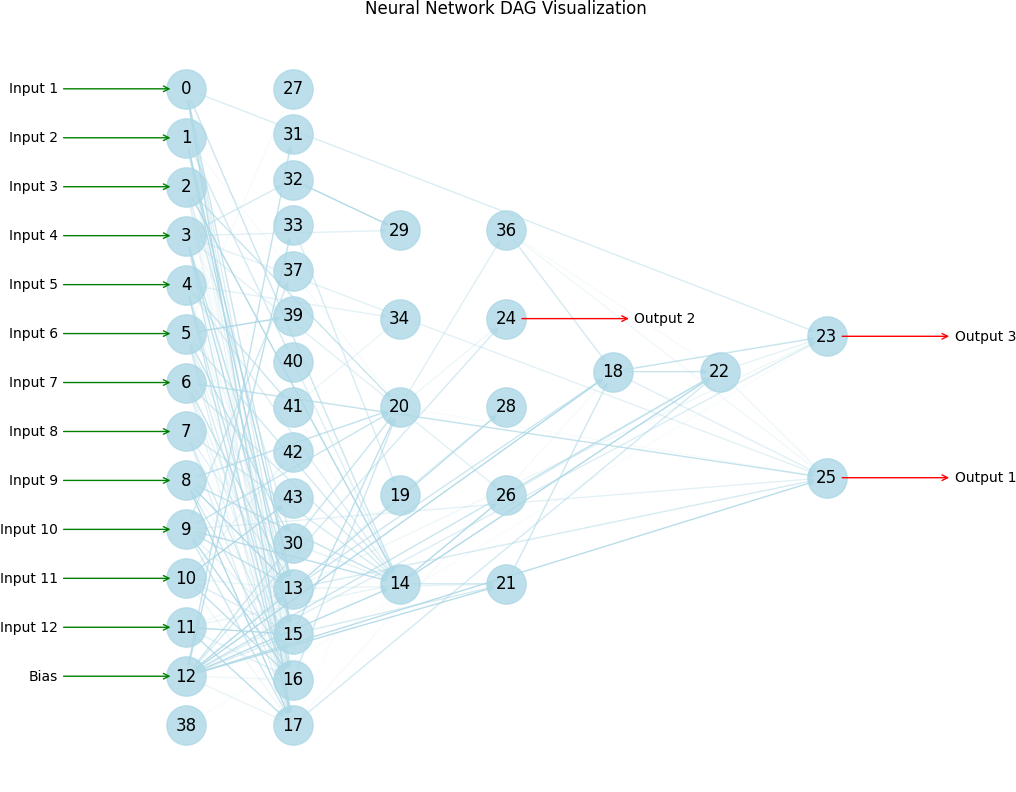 Neural Network DAG Visualization
Input 1
0
27
Input 2
1
31
Input 3
2
32
Input 4
3
33
29
36
Input 5
4
37
Input 6
5
39
34
24
Output 2
23
Output 3
Input 7
6
40
18
22
Input 8
7
41
20
28
Input 9
8
42
25
Output 1
43
19
26
Input 10
9
30
Input 11
10
13
14
21
Input 12
11
15
Bias
12
16
38
17